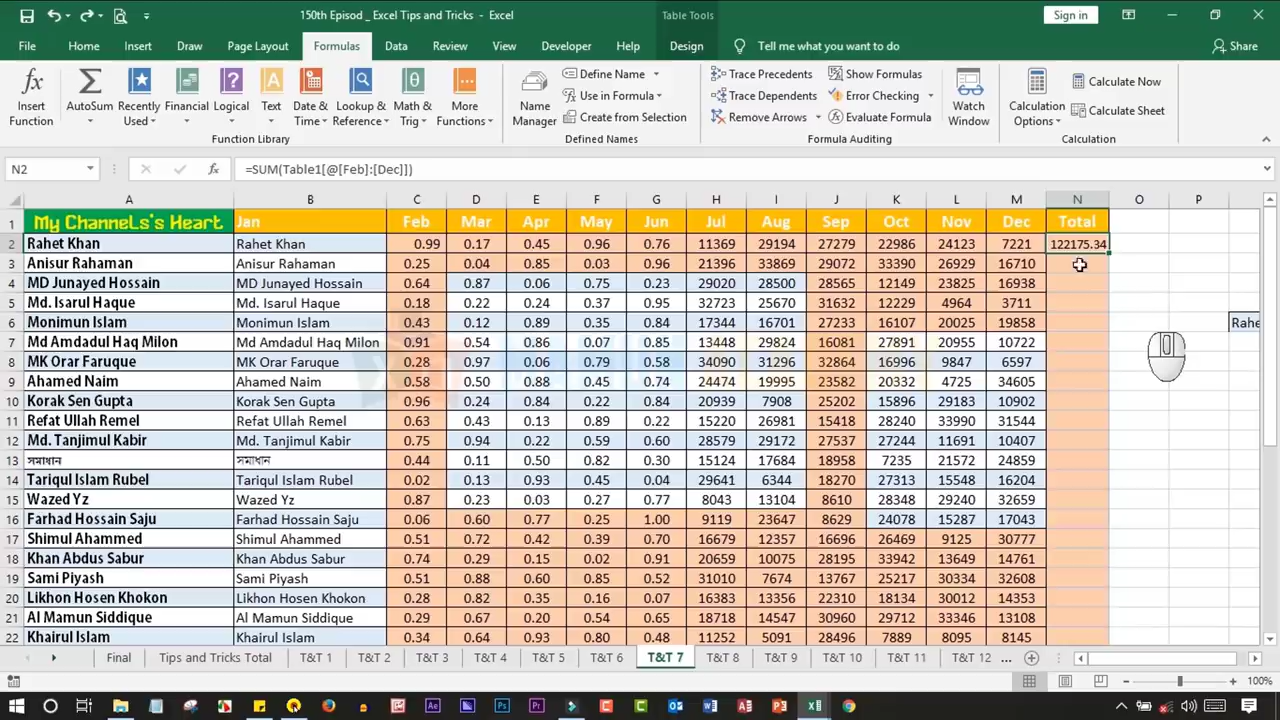 150th Episod _ Excel Tips and Tricks - Excel
Table Tools
Sign in
File Home Insert Draw Page Layout Formulas Data Review View Developer Help Design Tell me what you want to do Share
Insert Function
AutoSum
Recently Used
Financial
Logical
Text
Date & Time
Lookup & Reference
Math & Trig
More Functions
Function Library
Name Manager
Define Name
Use in Formula
Create from Selection
Defined Names
Trace Precedents
Trace Dependents
Remove Arrows
Show Formulas
Error Checking
Evaluate Formula
Formula Auditing
Watch Window
Calculation Options
Calculate Now
Calculate Sheet
Calculation
N2 fx =SUM(Table1[@[Feb]:[Dec]])
A B C D E F G H I J K L M N O P
1 My Channels's Heart Jan Feb Mar Apr May Jun Jul Aug Sep Oct Nov Dec Total
2 Rahet Khan Rahet Khan 0.99 0.17 0.45 0.96 0.76 11369 29194 27279 22986 24123 7221 122175.34
3 Anisur Rahaman Anisur Rahaman 0.25 0.04 0.85 0.03 0.96 21396 33869 29072 33390 26929 16710
4 MD Junayed Hossain MD Junayed Hossain 0.64 0.87 0.06 0.75 0.23 29020 28500 28565 12149 23825 16938
5 Md. Isarul Haque Md. Isarul Haque 0.18 0.22 0.24 0.37 0.95 32723 25670 31632 12229 4964 3711
6 Monimun Islam Monimun Islam 0.43 0.12 0.89 0.35 0.84 17344 16701 27233 16107 20025 19858 Rahe
7 Md Amdadul Haq Milon Md Amdadul Haq Milon 0.91 0.54 0.86 0.07 0.85 13448 29824 16081 27891 20955 10722
8 MK Orar Faruque MK Orar Faruque 0.28 0.97 0.06 0.79 0.58 34090 31296 32864 16996 9847 6597
9 Ahamed Naim Ahamed Naim 0.58 0.50 0.88 0.45 0.74 24474 19995 23582 20332 4725 34605
10 Korak Sen Gupta Korak Sen Gupta 0.96 0.24 0.84 0.22 0.84 20939 7908 25202 15896 29183 10902
11 Refat Ullah Remel Refat Ullah Remel 0.63 0.43 0.13 0.89 0.22 15220 26981 15418 28240 33990 31544
12 Md. Tanjimul Kabir Md. Tanjimul Kabir 0.75 0.94 0.22 0.59 0.60 28579 29172 27537 27244 11691 10407
13 সমাধান সমাধান 0.44 0.11 0.50 0.82 0.30 15124 17684 18958 7235 21572 24859
14 Tariqul Islam Rubel Tariqul Islam Rubel 0.02 0.13 0.93 0.45 0.04 29641 6344 18270 27313 15548 16204
15 Wazed Yz Wazed Yz 0.87 0.23 0.03 0.27 0.77 8043 13104 8610 28348 29240 32659
16 Farhad Hossain Saju Farhad Hossain Saju 0.06 0.60 0.77 0.25 1.00 9119 23647 8629 24078 15287 17043
17 Shimul Ahammed Shimul Ahammed 0.51 0.72 0.42 0.39 0.70 16679 12357 16696 26469 9125 30777
18 Khan Abdus Sabur Khan Abdus Sabur 0.74 0.29 0.15 0.02 0.91 20659 10075 28195 33942 13649 14761
19 Sami Piyash Sami Piyash 0.51 0.88 0.60 0.85 0.52 31010 7674 13767 25217 30334 32608
20 Likhon Hosen Khokon Likhon Hosen Khokon 0.28 0.82 0.35 0.16 0.07 16383 13356 22310 18134 30012 14353
21 Al Mamun Siddique Al Mamun Siddique 0.29 0.67 0.20 0.54 0.65 18718 14547 30960 29712 33346 13108
22 Khairul Islam Khairul Islam 0.34 0.64 0.93 0.80 0.48 11252 5091 28496 7889 8095 8145
Final Tips and Tricks Total T&T 1 T&T 2 T&T 3 T&T 4 T&T 5 T&T 6 T&T 7 T&T 8 T&T 9 T&T 10 T&T 11 T&T 12 ...
100%